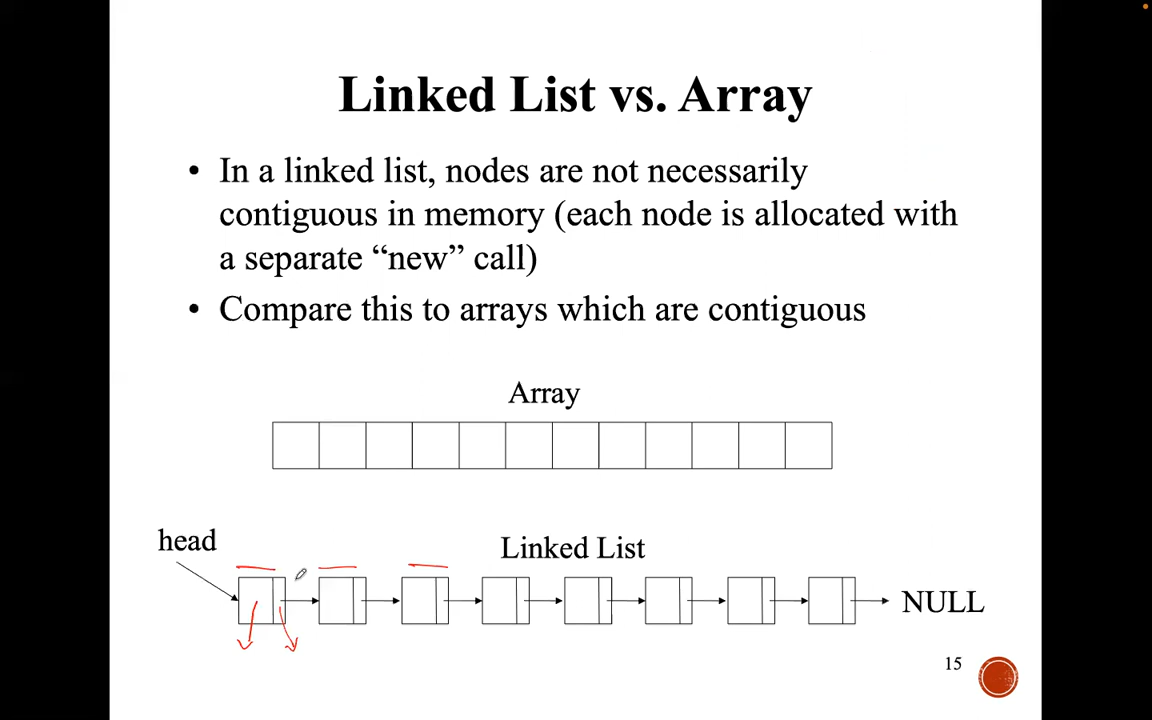 Linked List vs. Array
• In a linked list, nodes are not necessarily
contiguous in memory (each node is allocated with
a separate “new” call)
• Compare this to arrays which are contiguous
Array
head
Linked List
NULL
15